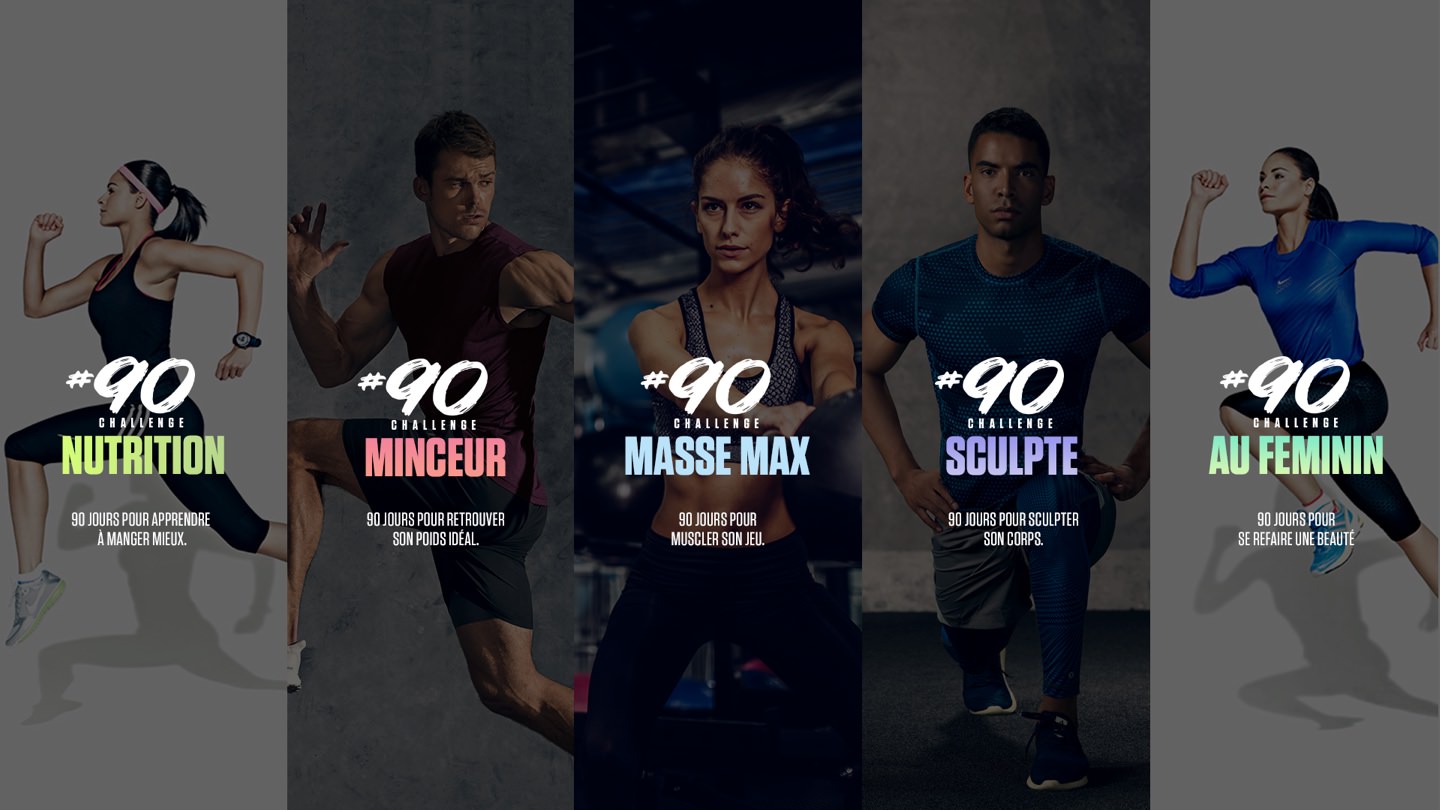 #90
CHALLENGE
NUTRITION
90 JOURS POUR APPRENDRE
À MANGER MIEUX.
#90
CHALLENGE
MINCEUR
90 JOURS POUR RETROUVER
SON POIDS IDÉAL.
#90
CHALLENGE
MASSE MAX
90 JOURS POUR
MUSCLER SON JEU.
#90
CHALLENGE
SCULPTE
90 JOURS POUR SCULPTER
SON CORPS.
#90
CHALLENGE
AU FEMININ
90 JOURS POUR
SE REFAIRE UNE BEAUTÉ